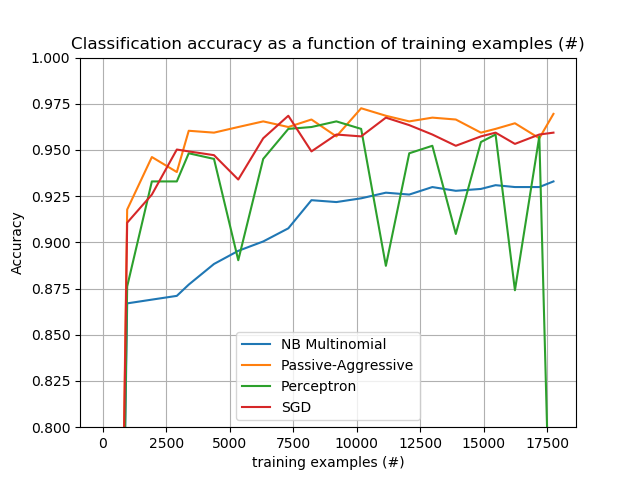 Classification accuracy as a function of training examples (#)
1.000
0.975
0.950
0.925
0.900
0.875
0.850
0.825
0.800
Accuracy
NB Multinomial
Passive-Aggressive
Perceptron
SGD
0 2500 5000 7500 10000 12500 15000 17500
training examples (#)